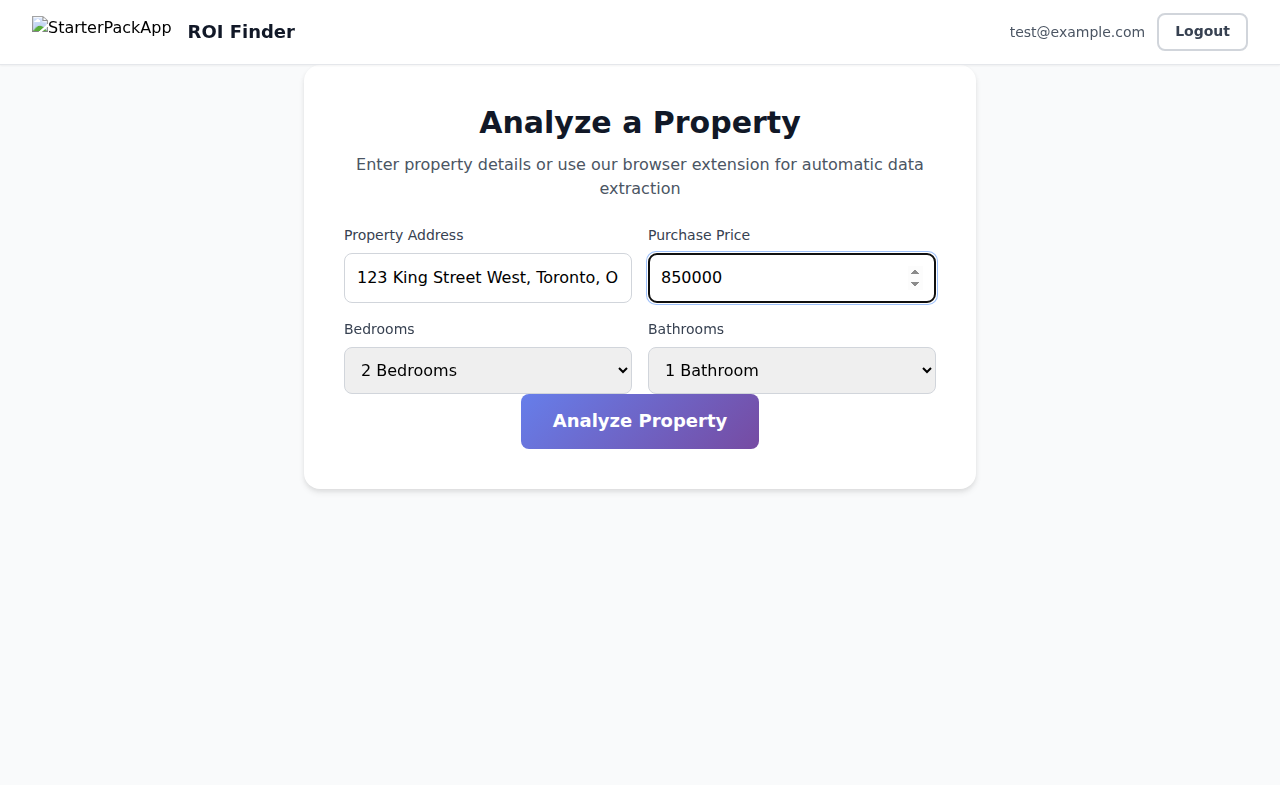 StarterPackApp
ROI Finder
test@example.com
Logout
Analyze a Property
Enter property details or use our browser extension for automatic data
extraction
Property Address
Purchase Price
123 King Street West, Toronto, O
850000
Bedrooms
Bathrooms
2 Bedrooms
1 Bathroom
Analyze Property